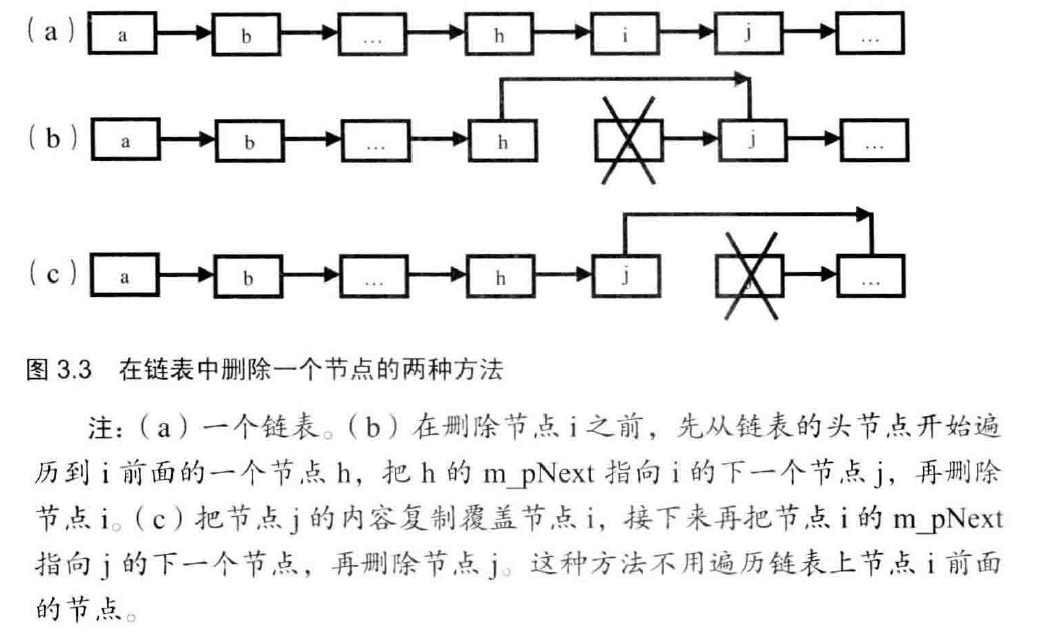 (a) a b … h i j …
(b) a b … h j …
(c) a b … h j …
图 3.3 在链表中删除一个节点的两种方法
注：（a）一个链表。（b）在删除节点 i 之前，先从链表的头节点开始遍
历到 i 前面的一个节点 h，把 h 的 m_pNext 指向 i 的下一个节点 j，再删除
节点 i。（c）把节点 j 的内容复制覆盖节点 i，接下来再把节点 i 的 m_pNext
指向 j 的下一个节点，再删除节点 j。这种方法不用遍历链表上节点 i 前面
的节点。